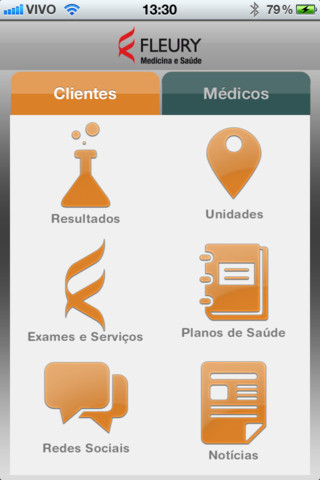 VIVO 13:30 79%
FLEURY
Medicina e Saúde
Clientes Médicos
Resultados Unidades
Exames e Serviços Planos de Saúde
Redes Sociais Notícias